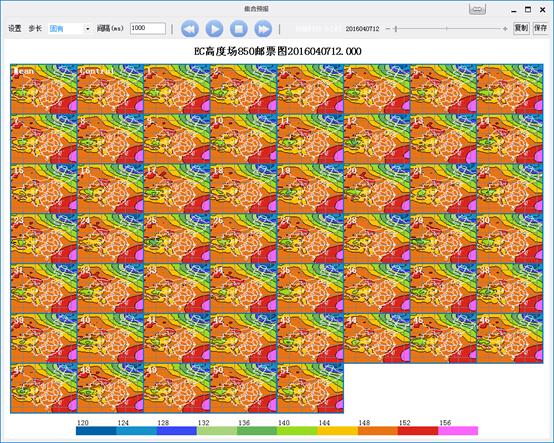 集合预报
设置 步长 固有 间隔(ms) 1000 2016040712 复制 保存
EC高度场850邮票图2016040712.000
Mean Control 1 2 3 4 5 6
7 8 9 10 11 12 13 14
15 16 17 18 19 20 21 22
23 24 25 26 27 28 29 30
31 32 33 34 35 36 37 38
39 40 41 42 43 44 45 46
47 48 49 50 51
120 124 128 132 136 140 144 148 152 156